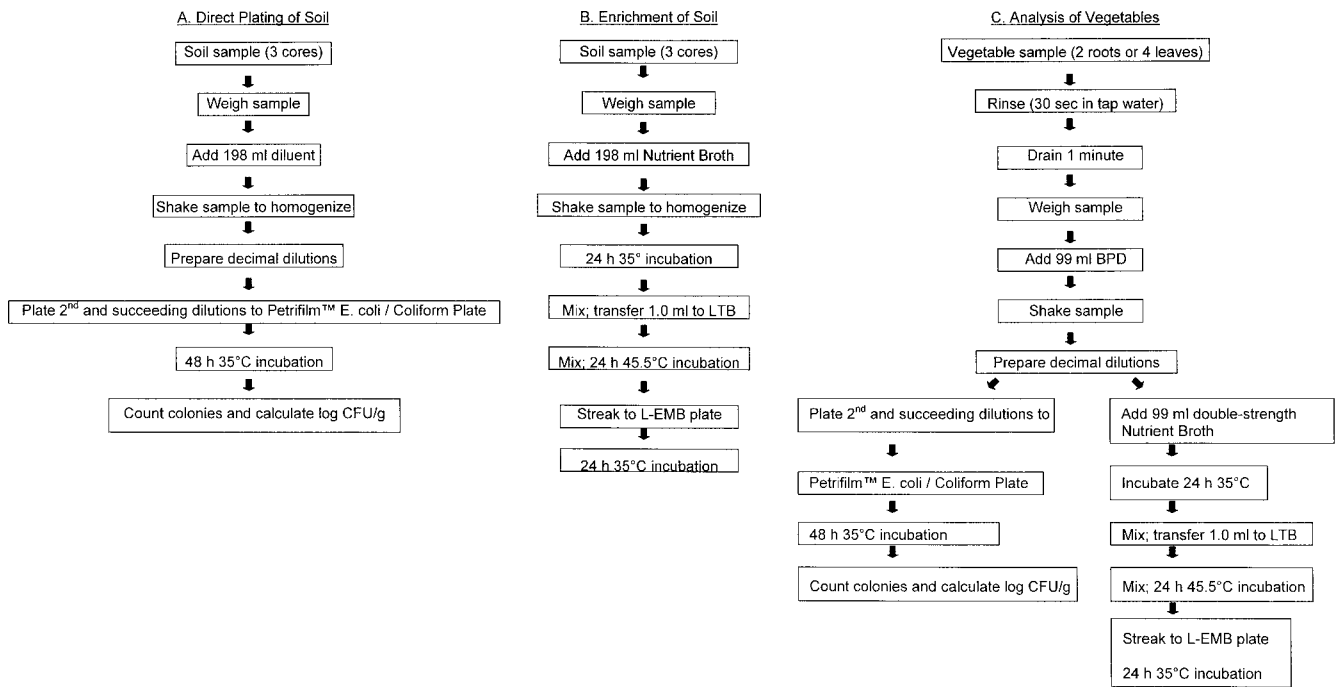 A. Direct Plating of Soil
Soil sample (3 cores)
Weigh sample
Add 198 ml diluent
Shake sample to homogenize
Prepare decimal dilutions
Plate 2nd and succeeding dilutions to Petrifilm™ E. coli / Coliform Plate
48 h 35°C incubation
Count colonies and calculate log CFU/g
B. Enrichment of Soil
Soil sample (3 cores)
Weigh sample
Add 198 ml Nutrient Broth
Shake sample to homogenize
24 h 35° incubation
Mix; transfer 1.0 ml to LTB
Mix; 24 h 45.5°C incubation
Streak to L-EMB plate
24 h 35°C incubation
C. Analysis of Vegetables
Vegetable sample (2 roots or 4 leaves)
Rinse (30 sec in tap water)
Drain 1 minute
Weigh sample
Add 99 ml BPD
Shake sample
Prepare decimal dilutions
Plate 2nd and succeeding dilutions to
Petrifilm™ E. coli / Coliform Plate
48 h 35°C incubation
Count colonies and calculate log CFU/g
Add 99 ml double-strength
Nutrient Broth
Incubate 24 h 35°C
Mix; transfer 1.0 ml to LTB
Mix; 24 h 45.5°C incubation
Streak to L-EMB plate
24 h 35°C incubation